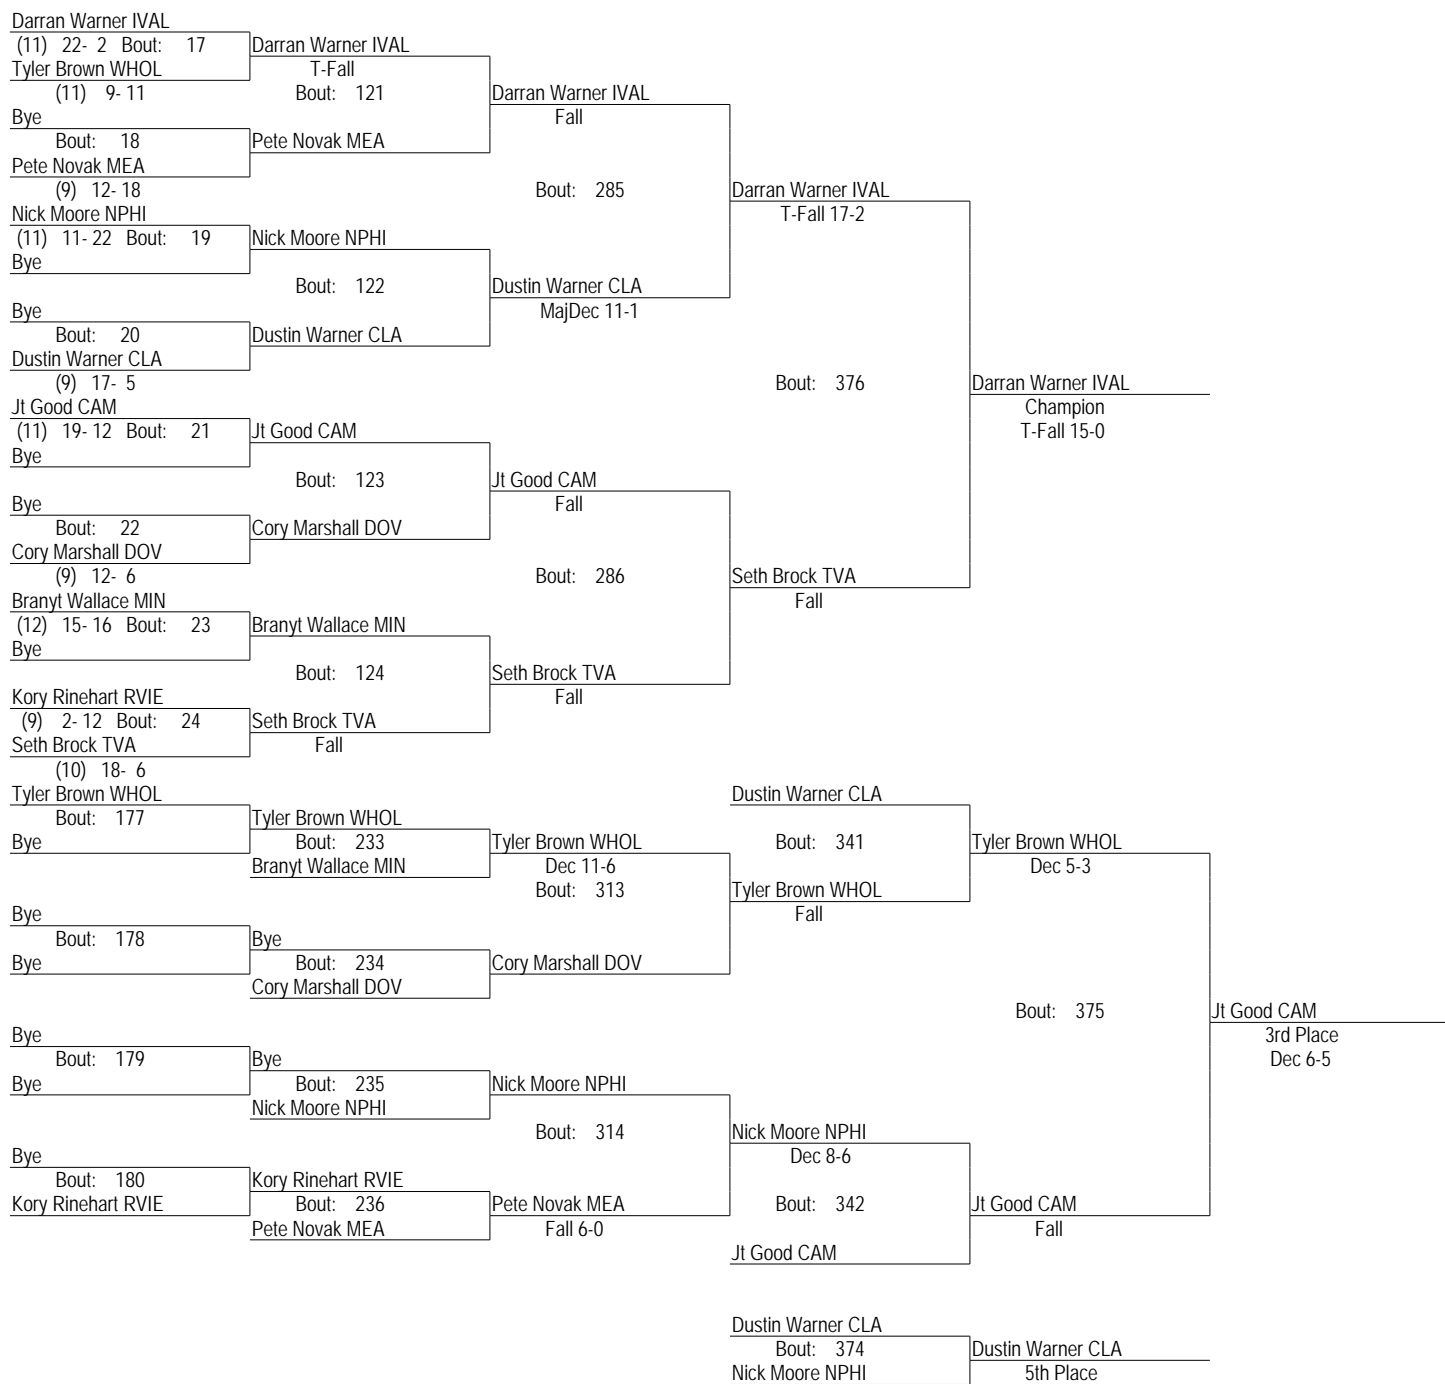 Darran Warner IVAL
(11) 22- 2 Bout: 17 Darran Warner IVAL
Tyler Brown WHOL T-Fall
(11) 9- 11 Bout: 121 Darran Warner IVAL
Bye Fall
Bout: 18 Pete Novak MEA
Pete Novak MEA
(9) 12- 18 Bout: 285 Darran Warner IVAL
Nick Moore NPHI T-Fall 17-2
(11) 11- 22 Bout: 19 Nick Moore NPHI
Bye
Bout: 122 Dustin Warner CLA
Bye MajDec 11-1
Bout: 20 Dustin Warner CLA
Dustin Warner CLA
(9) 17- 5 Bout: 376 Darran Warner IVAL
Jt Good CAM Champion
(11) 19- 12 Bout: 21 Jt Good CAM T-Fall 15-0
Bye
Bout: 123 Jt Good CAM
Bye Fall
Bout: 22 Cory Marshall DOV
Cory Marshall DOV
(9) 12- 6 Bout: 286 Seth Brock TVA
Branyt Wallace MIN Fall
(12) 15- 16 Bout: 23 Branyt Wallace MIN
Bye
Bout: 124 Seth Brock TVA
Kory Rinehart RVIE Fall
(9) 2- 12 Bout: 24 Seth Brock TVA
Seth Brock TVA Fall
(10) 18- 6
Tyler Brown WHOL Dustin Warner CLA
Bout: 177 Tyler Brown WHOL
Bye Bout: 233 Tyler Brown WHOL Bout: 341 Tyler Brown WHOL
Branyt Wallace MIN Dec 11-6 Dec 5-3
Bout: 313 Tyler Brown WHOL
Bye Fall
Bout: 178 Bye
Bye Bout: 234 Cory Marshall DOV
Cory Marshall DOV
Bout: 375 Jt Good CAM
Bye 3rd Place
Bout: 179 Bye Dec 6-5
Bye Bout: 235 Nick Moore NPHI
Nick Moore NPHI
Bout: 314 Nick Moore NPHI
Bye Dec 8-6
Bout: 180 Kory Rinehart RVIE
Kory Rinehart RVIE Bout: 236 Pete Novak MEA Bout: 342 Jt Good CAM
Pete Novak MEA Fall 6-0 Fall
Jt Good CAM
Dustin Warner CLA
Bout: 374 Dustin Warner CLA
Nick Moore NPHI 5th Place